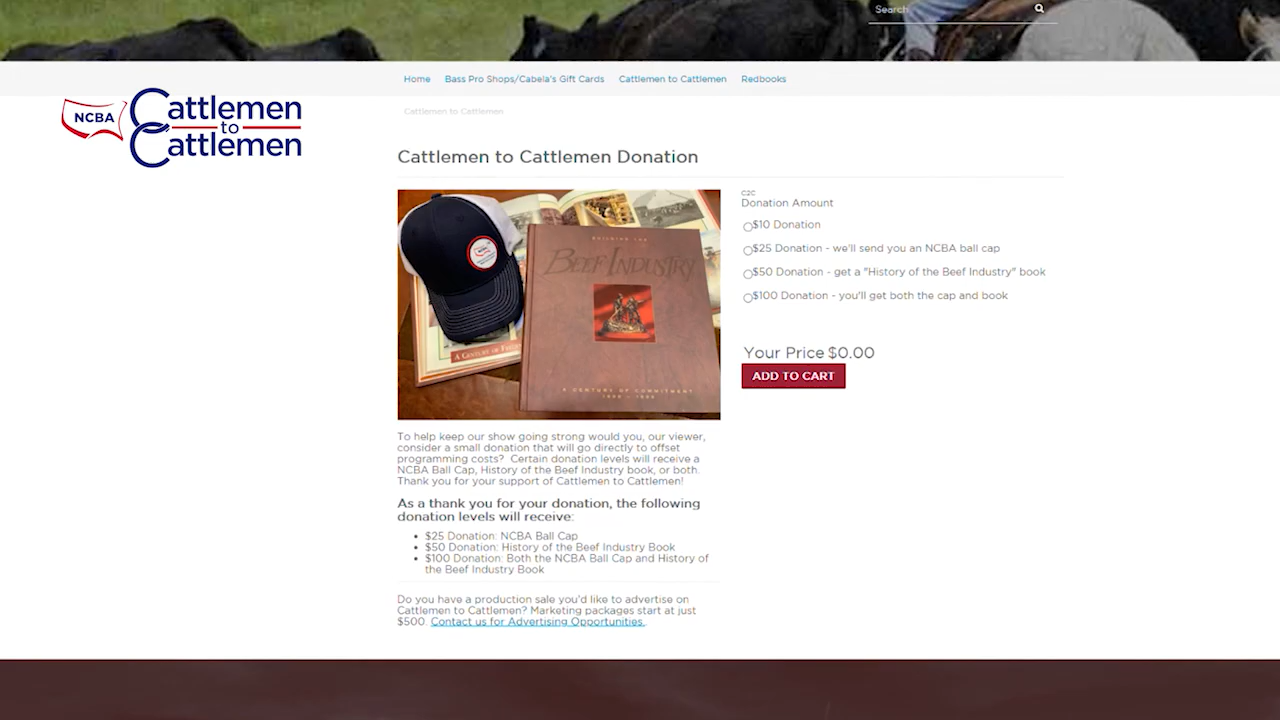 Search
Home Bass Pro Shops/Cabela's Gift Cards Cattlemen to Cattlemen Redbooks
NCBA
Cattlemen
to
Cattlemen
Cattlemen to Cattlemen
Cattlemen to Cattlemen Donation
BUILDING THE
BEEF INDUSTRY
A CENTURY OF COMMITMENT
C2C
Donation Amount
$10 Donation
$25 Donation - we'll send you an NCBA ball cap
$50 Donation - get a "History of the Beef Industry" book
$100 Donation - you'll get both the cap and book
Your Price $0.00
ADD TO CART
To help keep our show going strong would you, our viewer,
consider a small donation that will go directly to offset
programming costs? Certain donation levels will receive a
NCBA Ball Cap, History of the Beef Industry book, or both.
Thank you for your support of Cattlemen to Cattlemen!
As a thank you for your donation, the following
donation levels will receive:
• $25 Donation: NCBA Ball Cap
• $50 Donation: History of the Beef Industry Book
• $100 Donation: Both the NCBA Ball Cap and History of
the Beef Industry Book
Do you have a production sale you'd like to advertise on
Cattlemen to Cattlemen? Marketing packages start at just
$500. Contact us for Advertising Opportunities.